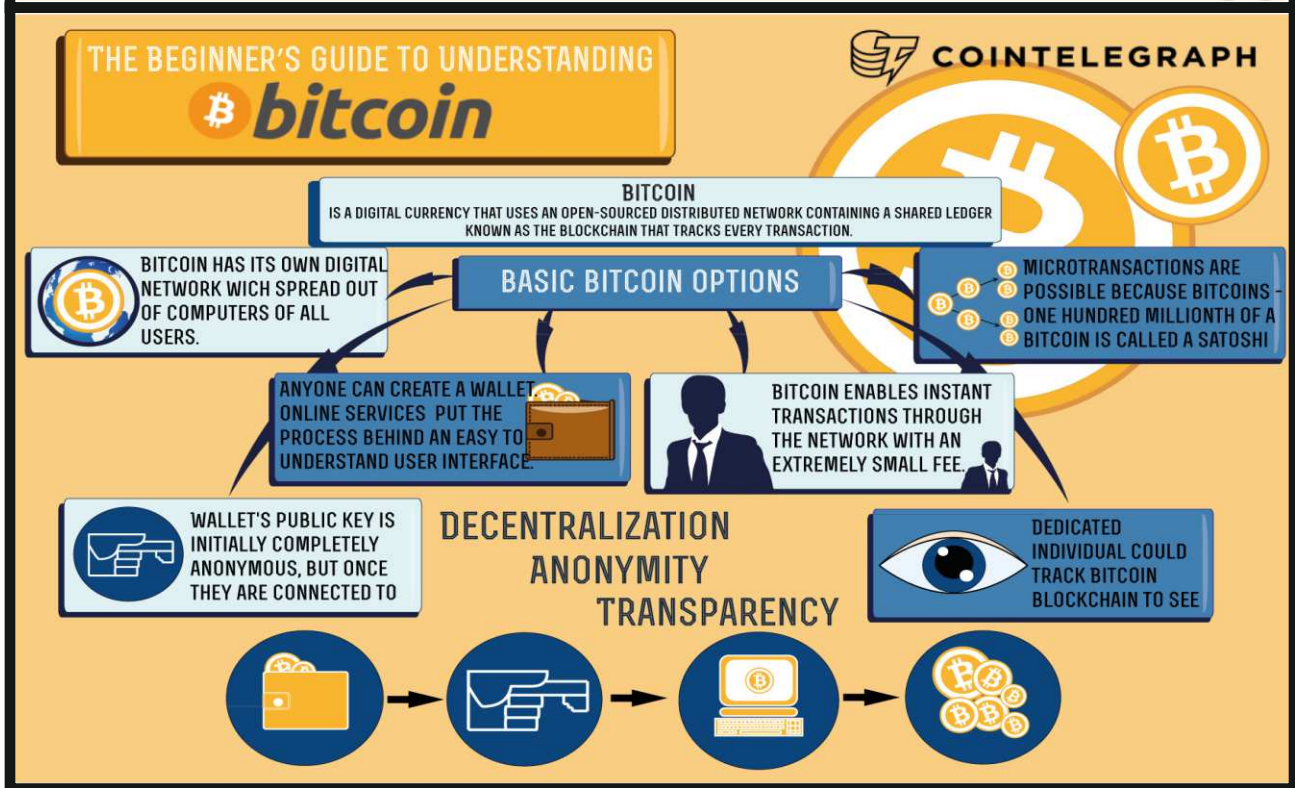 THE BEGINNER'S GUIDE TO UNDERSTANDING
bitcoin
COINTELEGRAPH
BITCOIN
IS A DIGITAL CURRENCY THAT USES AN OPEN-SOURCED DISTRIBUTED NETWORK CONTAINING A SHARED LEDGER
KNOWN AS THE BLOCKCHAIN THAT TRACKS EVERY TRANSACTION.
BASIC BITCOIN OPTIONS
BITCOIN HAS ITS OWN DIGITAL
NETWORK WICH SPREAD OUT
OF COMPUTERS OF ALL
USERS.
MICROTRANSACTIONS ARE
POSSIBLE BECAUSE BITCOINS -
ONE HUNDRED MILLIONTH OF A
BITCOIN IS CALLED A SATOSHI
ANYONE CAN CREATE A WALLET.
ONLINE SERVICES PUT THE
PROCESS BEHIND AN EASY TO
UNDERSTAND USER INTERFACE.
BITCOIN ENABLES INSTANT
TRANSACTIONS THROUGH
THE NETWORK WITH AN
EXTREMELY SMALL FEE.
WALLET'S PUBLIC KEY IS
INITIALLY COMPLETELY
ANONYMOUS, BUT ONCE
THEY ARE CONNECTED TO
DECENTRALIZATION
ANONYMITY
TRANSPARENCY
DEDICATED
INDIVIDUAL COULD
TRACK BITCOIN
BLOCKCHAIN TO SEE